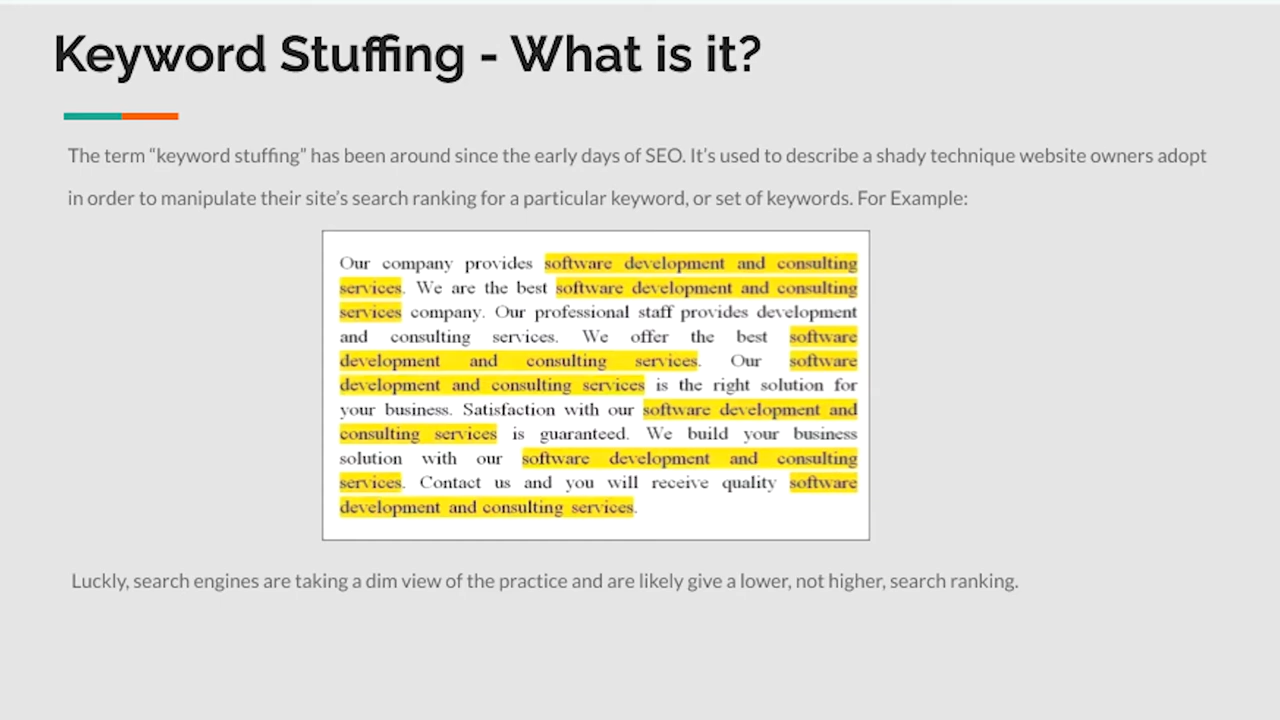 Keyword Stuffing - What is it?
The term “keyword stuffing” has been around since the early days of SEO. It’s used to describe a shady technique website owners adopt
in order to manipulate their site’s search ranking for a particular keyword, or set of keywords. For Example:
Our company provides software development and consulting
services. We are the best software development and consulting
services company. Our professional staff provides development
and consulting services. We offer the best software
development and consulting services. Our software
development and consulting services is the right solution for
your business. Satisfaction with our software development and
consulting services is guaranteed. We build your business
solution with our software development and consulting
services. Contact us and you will receive quality software
development and consulting services.
Luckly, search engines are taking a dim view of the practice and are likely give a lower, not higher, search ranking.